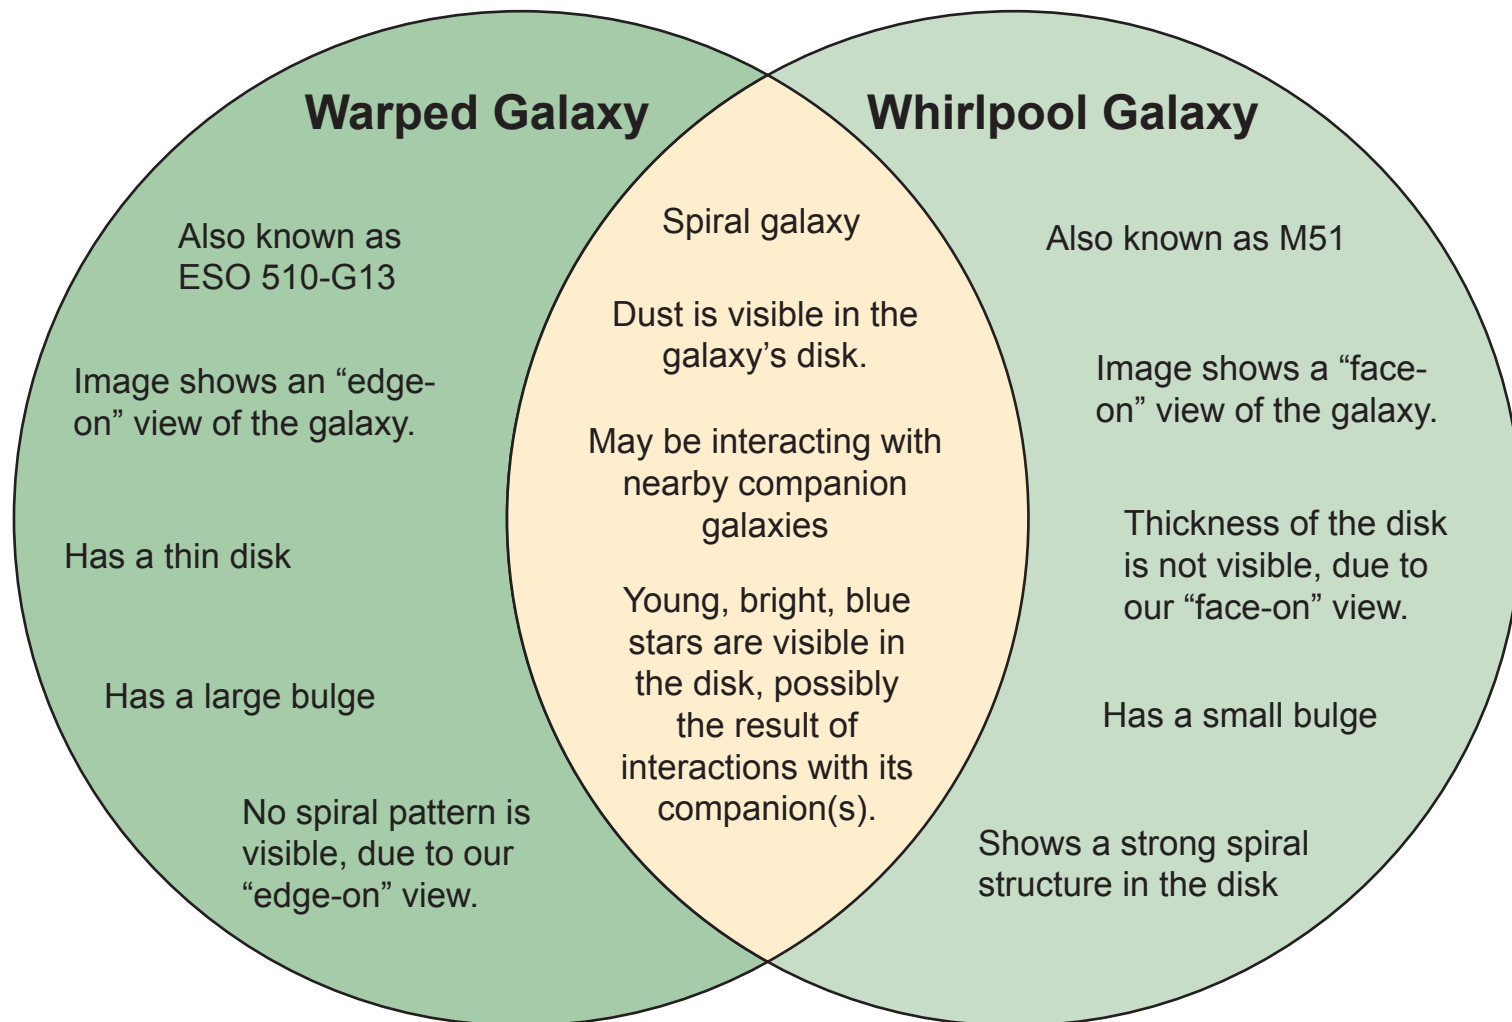 Warped Galaxy
Also known as
ESO 510-G13
Image shows an “edge-
on” view of the galaxy.
Has a thin disk
Has a large bulge
No spiral pattern is
visible, due to our
“edge-on” view.
Spiral galaxy
Dust is visible in the
galaxy’s disk.
May be interacting with
nearby companion
galaxies
Young, bright, blue
stars are visible in
the disk, possibly
the result of
interactions with its
companion(s).
Whirlpool Galaxy
Also known as M51
Image shows a “face-
on” view of the galaxy.
Thickness of the disk
is not visible, due to
our “face-on” view.
Has a small bulge
Shows a strong spiral
structure in the disk